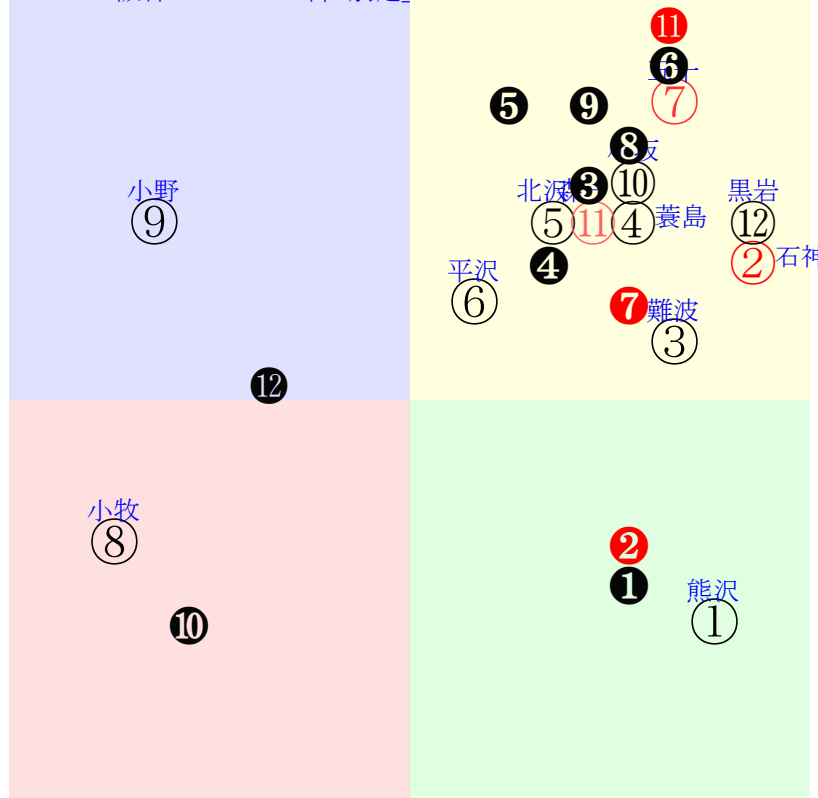 ⓫
❻
⑦
❺
❾
❽
小野
⑨
北沢
❸
⑩
黒岩
⑤
⑪
④
蓑島
⑫
平沢
❹
②
石神
⑥
❼
難波
③
⓬
小牧
⑧
❷
❶
熊沢
①
❿